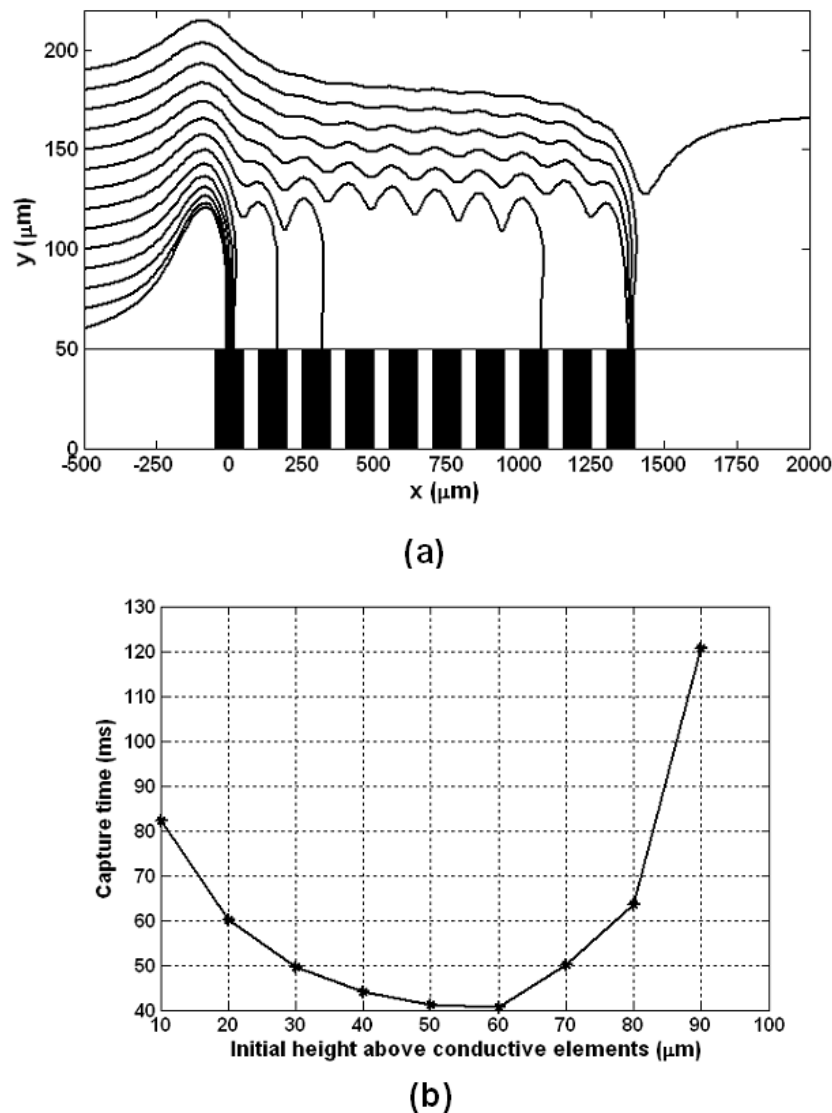 200
150
100
50
0
y (μm)
-500 -250 0 250 500 750 1000 1250 1500 1750 2000
x (μm)
(a)
130
120
110
100
90
80
70
60
50
40
Capture time (ms)
10 20 30 40 50 60 70 80 90 100
Initial height above conductive elements (μm)
(b)